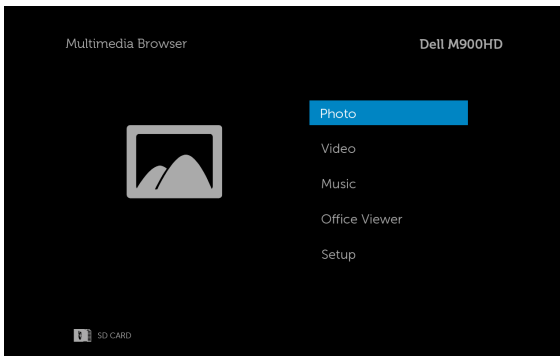 Multimedia Browser
Dell M900HD
Photo
Video
Music
Office Viewer
Setup
SD CARD